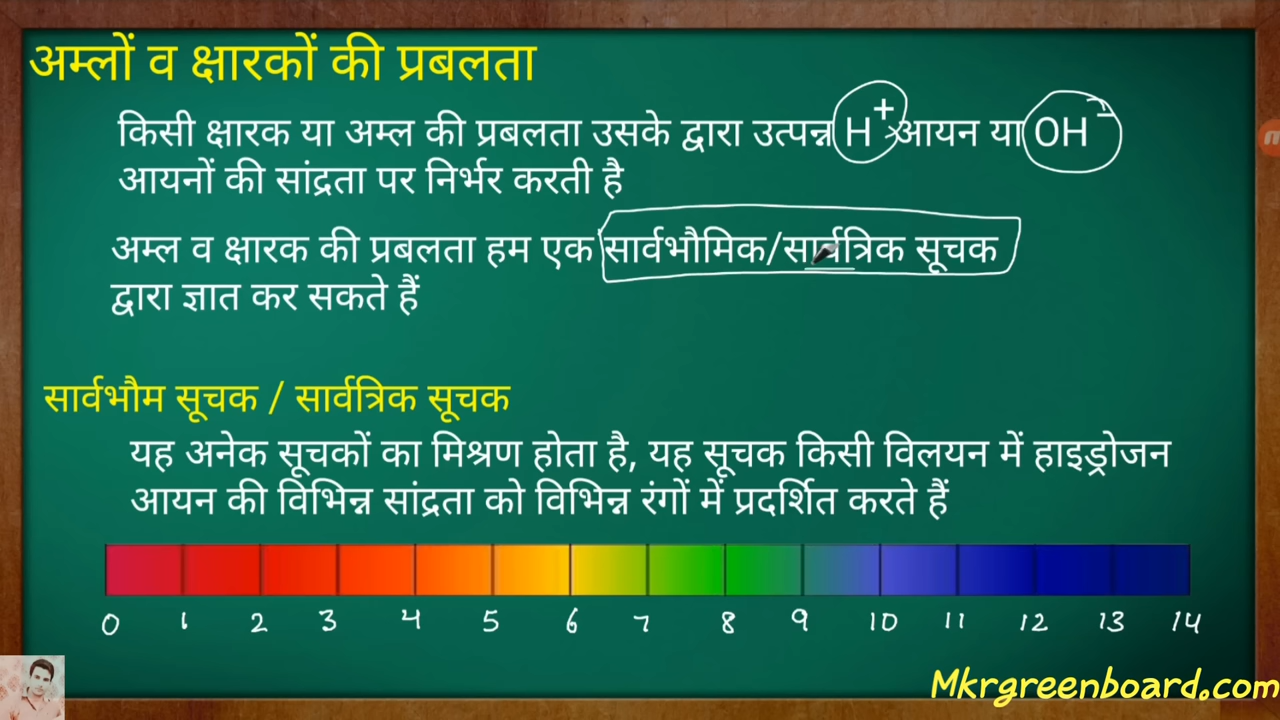 अम्लों व क्षारकों की प्रबलता
किसी क्षारक या अम्ल की प्रबलता उसके द्वारा उत्पन्न H⁺ आयन या OH⁻
आयनों की सांद्रता पर निर्भर करती है
अम्ल व क्षारक की प्रबलता हम एक सार्वभौमिक/सार्वत्रिक सूचक
द्वारा ज्ञात कर सकते हैं
सार्वभौम सूचक / सार्वत्रिक सूचक
यह अनेक सूचकों का मिश्रण होता है, यह सूचक किसी विलयन में हाइड्रोजन
आयन की विभिन्न सांद्रता को विभिन्न रंगों में प्रदर्शित करते हैं
0 1 2 3 4 5 6 7 8 9 10 11 12 13 14
Mkrgreenboard.com